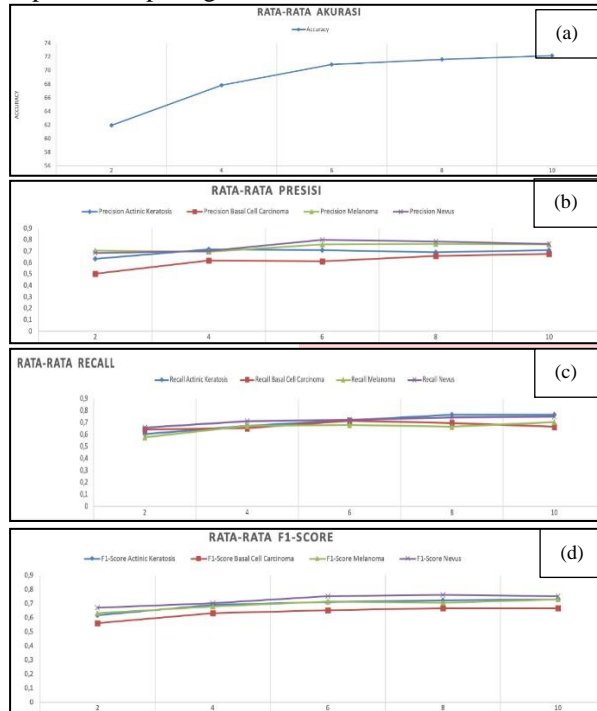 RATA-RATA AKURASI
(a)
Accuracy
74
72
70
68
66
64
62
60
58
56
ACCURACY
2 4 6 8 10
RATA-RATA PRESISI
(b)
Precision Actinic Keratosis Precision Basal Cell Carcinoma Precision Melanoma Precision Nevus
0,9
0,8
0,7
0,6
0,5
0,4
0,3
0,2
0,1
0
2 4 6 8 10
RATA-RATA RECALL
(c)
Recall Actinic Keratosis Recall Basal Cell Carcinoma Recall Melanoma Recall Nevus
0,9
0,8
0,7
0,6
0,5
0,4
0,3
0,2
0,1
0
2 4 6 8 10
RATA-RATA F1-SCORE
(d)
F1-Score Actinic Keratosis F1-Score Basal Cell Carcinoma F1-Score Melanoma F1-Score Nevus
0,9
0,8
0,7
0,6
0,5
0,4
0,3
0,2
0,1
0
2 4 6 8 10